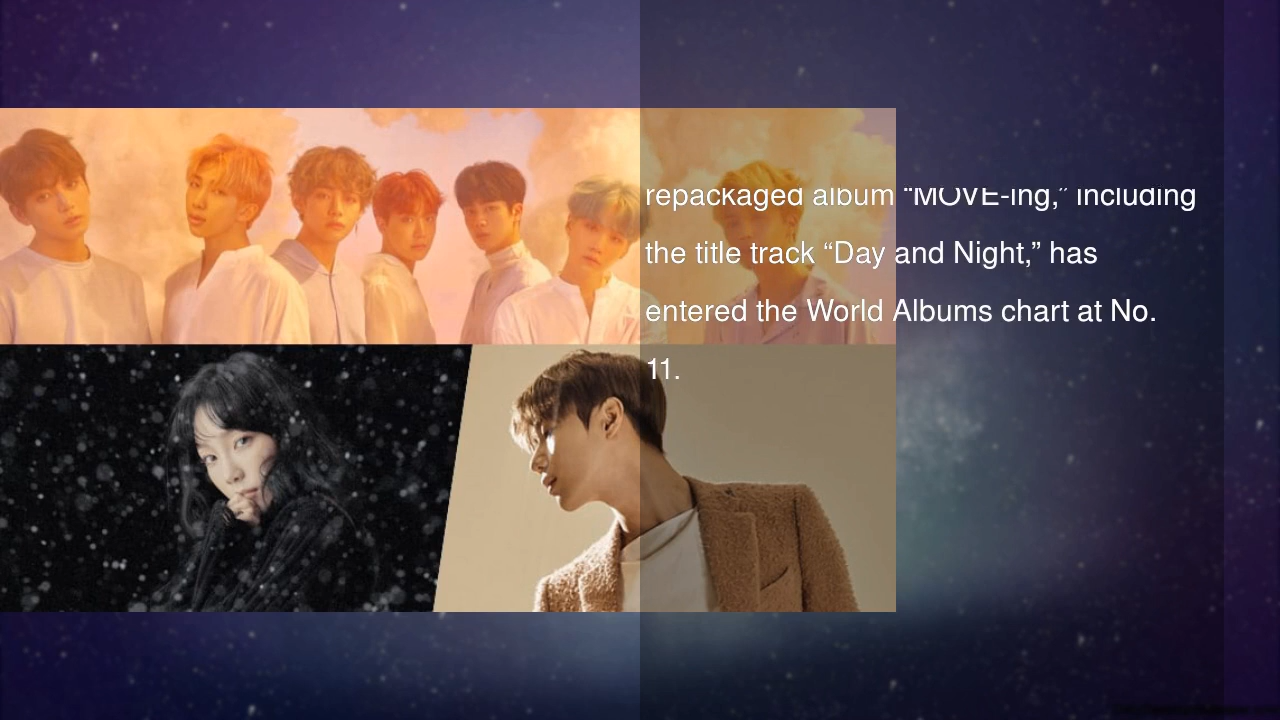 repackaged album “MOVE-ing,” including
the title track “Day and Night,” has
entered the World Albums chart at No.
11.